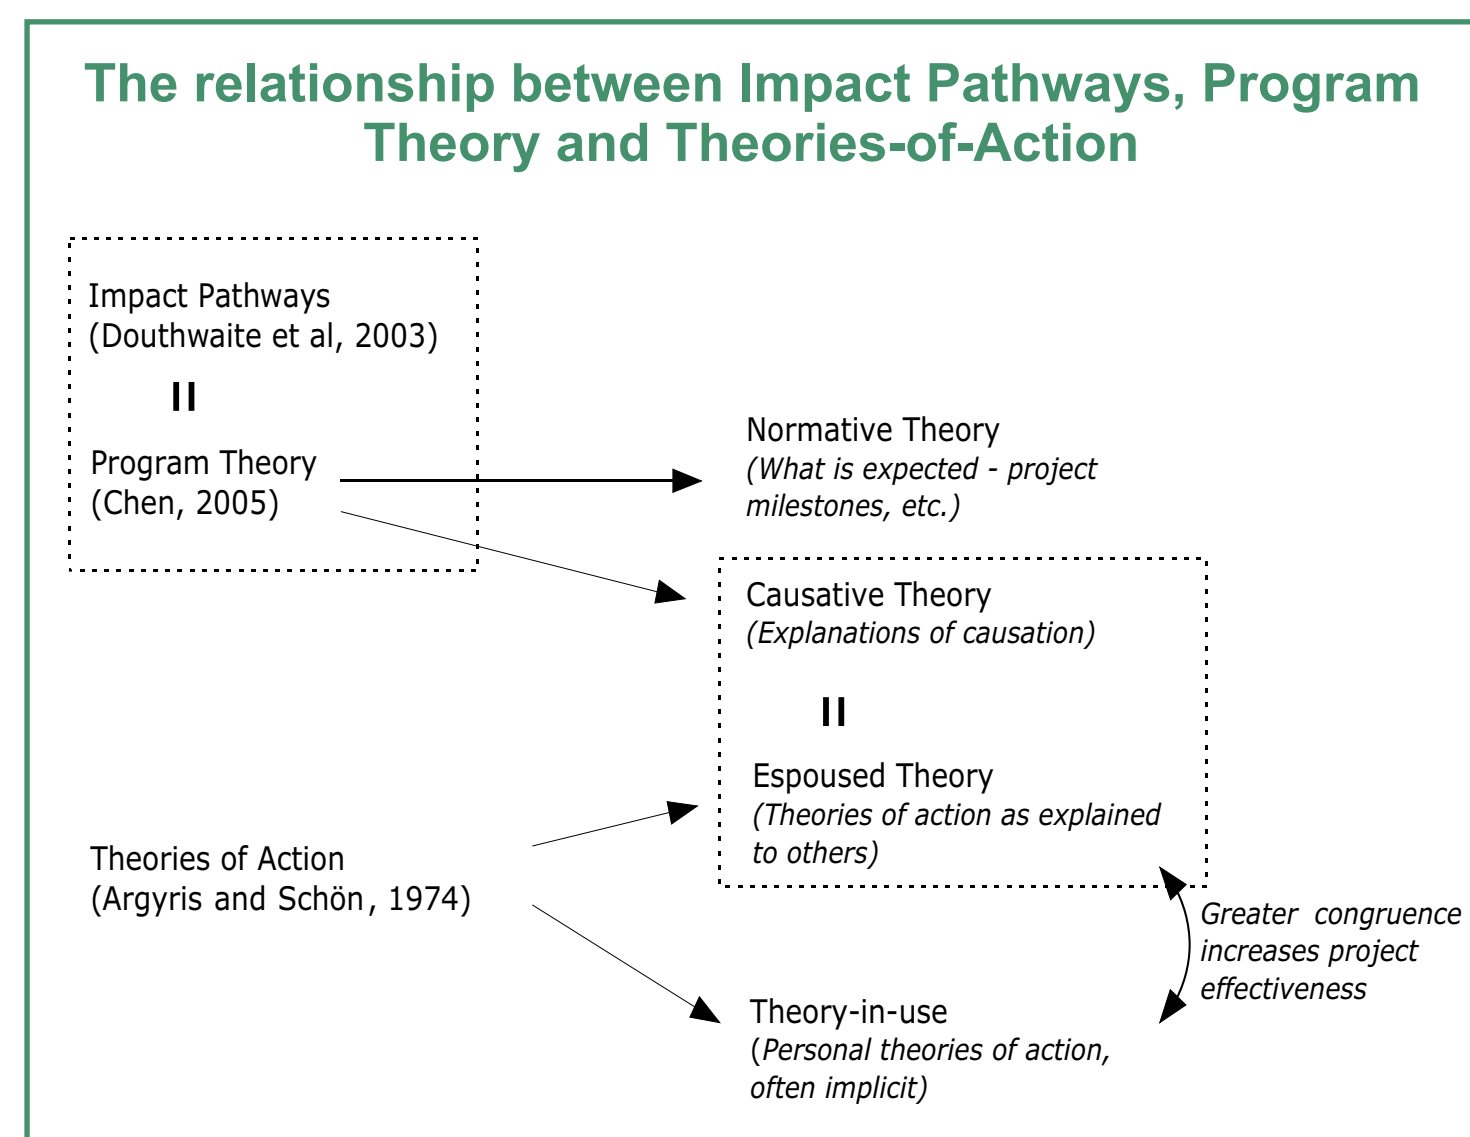 The relationship between Impact Pathways, Program
Theory and Theories-of-Action
Impact Pathways
(Douthwaite et al, 2003)
=
Program Theory
(Chen, 2005)
Normative Theory
(What is expected - project
milestones, etc.)
Causative Theory
(Explanations of causation)
=
Espoused Theory
(Theories of action as explained
to others)
Theories of Action
(Argyris and Schön, 1974)
Greater congruence
increases project
effectiveness
Theory-in-use
(Personal theories of action,
often implicit)